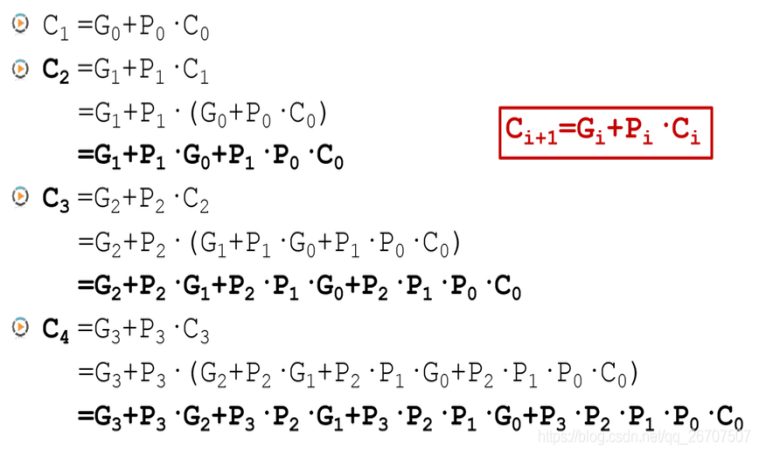 C₁ =G₀+P₀ ·C₀
C₂ =G₁+P₁ ·C₁
=G₁+P₁ · (G₀+P₀ ·C₀)
=G₁+P₁ ·G₀+P₁ ·P₀ ·C₀
Cᵢ₊₁=Gᵢ+Pᵢ ·Cᵢ
C₃ =G₂+P₂ ·C₂
=G₂+P₂ · (G₁+P₁ ·G₀+P₁ ·P₀ ·C₀)
=G₂+P₂ ·G₁+P₂ ·P₁ ·G₀+P₂ ·P₁ ·P₀ ·C₀
C₄ =G₃+P₃ ·C₃
=G₃+P₃ · (G₂+P₂ ·G₁+P₂ ·P₁ ·G₀+P₂ ·P₁ ·P₀ ·C₀)
=G₃+P₃ ·G₂+P₃ ·P₂ ·G₁+P₃ ·P₂ ·P₁ ·G₀+P₃ ·P₂ ·P₁ ·P₀ ·C₀
https://blog.csdn.net/qq_26707507